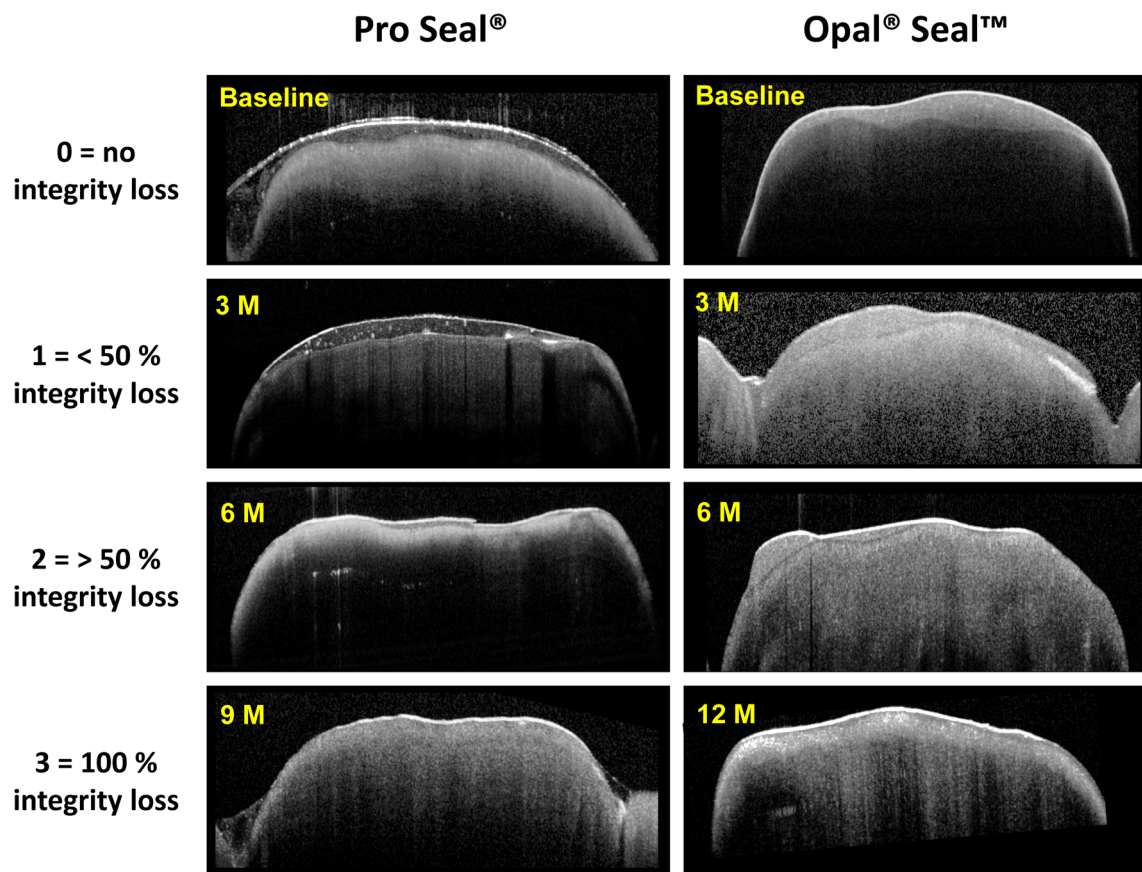 Pro Seal® Opal® Seal™
Baseline Baseline
0 = no
integrity loss
3 M 3 M
1 = < 50 %
integrity loss
6 M 6 M
2 = > 50 %
integrity loss
9 M 12 M
3 = 100 %
integrity loss